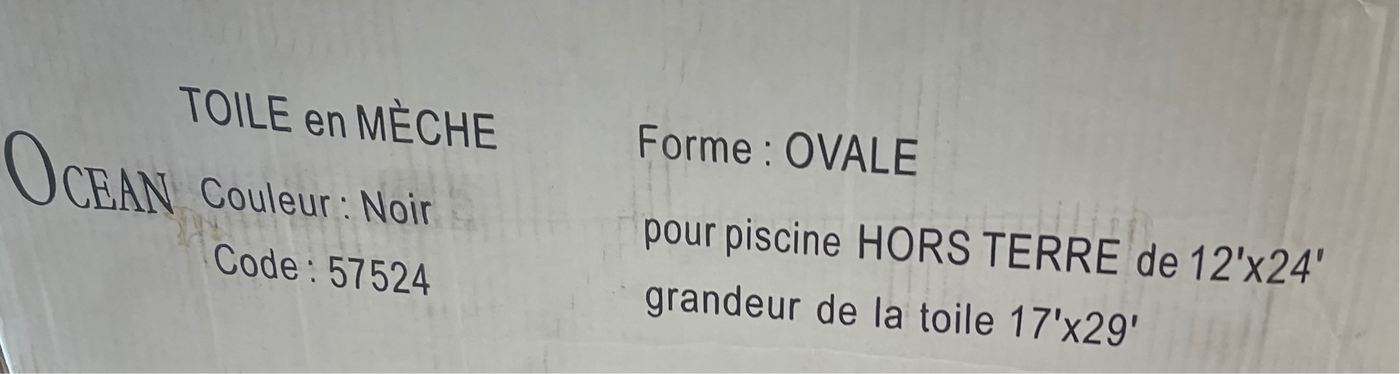 TOILE en MÈCHE
OCEAN Couleur : Noir
Code : 57524
Forme : OVALE
pour piscine HORS TERRE de 12'x24'
grandeur de la toile 17'x29'